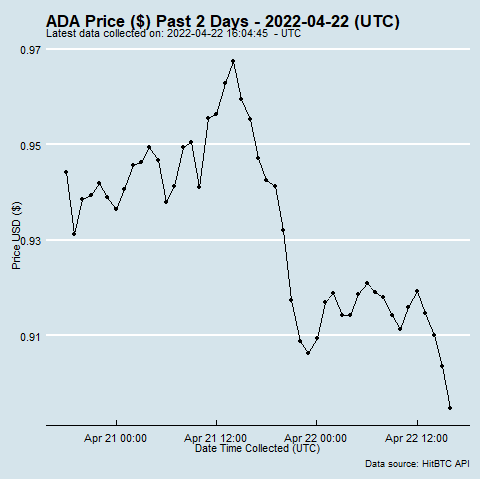 ADA Price ($) Past 2 Days - 2022-04-22 (UTC)
Latest data collected on: 2022-04-22 16:04:45 - UTC
0.97
0.95
0.93
0.91
Price USD ($)
Apr 21 00:00 Apr 21 12:00 Apr 22 00:00 Apr 22 12:00
Date Time Collected (UTC)
Data source: HitBTC API